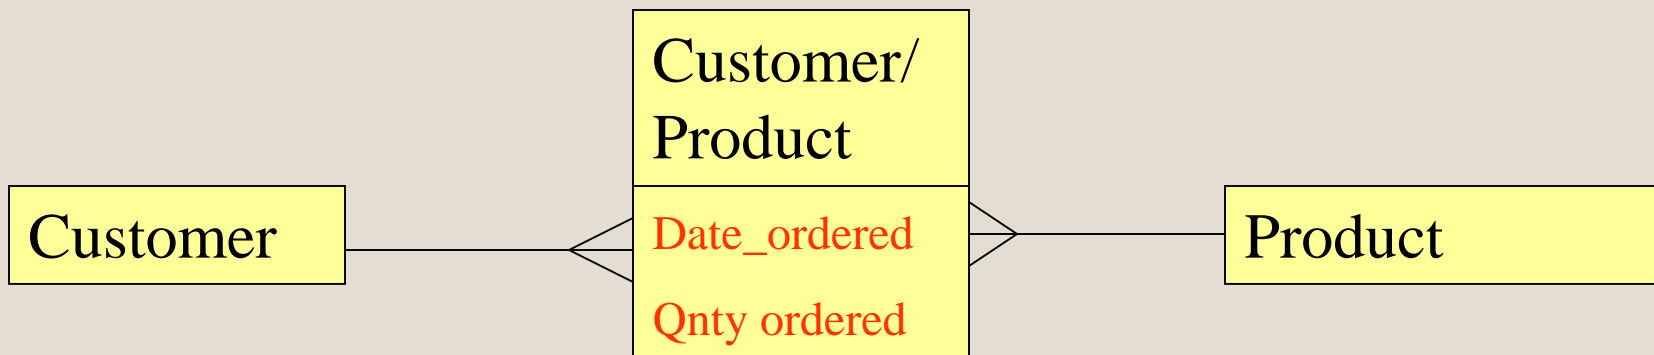 Customer/
Product
Customer
Date_ordered
Product
Qnty ordered